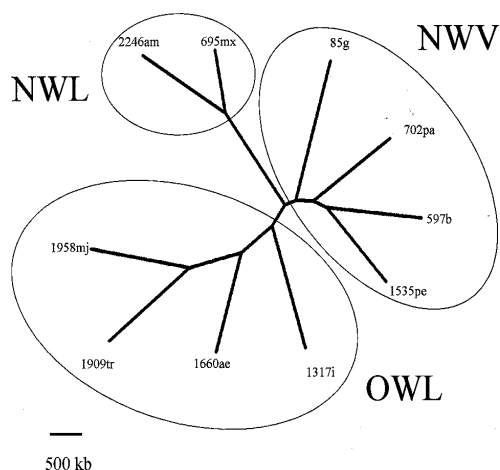 2246am
695mx
85g
NWV
NWL
702pa
597b
1958mj
1535pe
1909tr
1660ae
1317i
OWL
500 kb